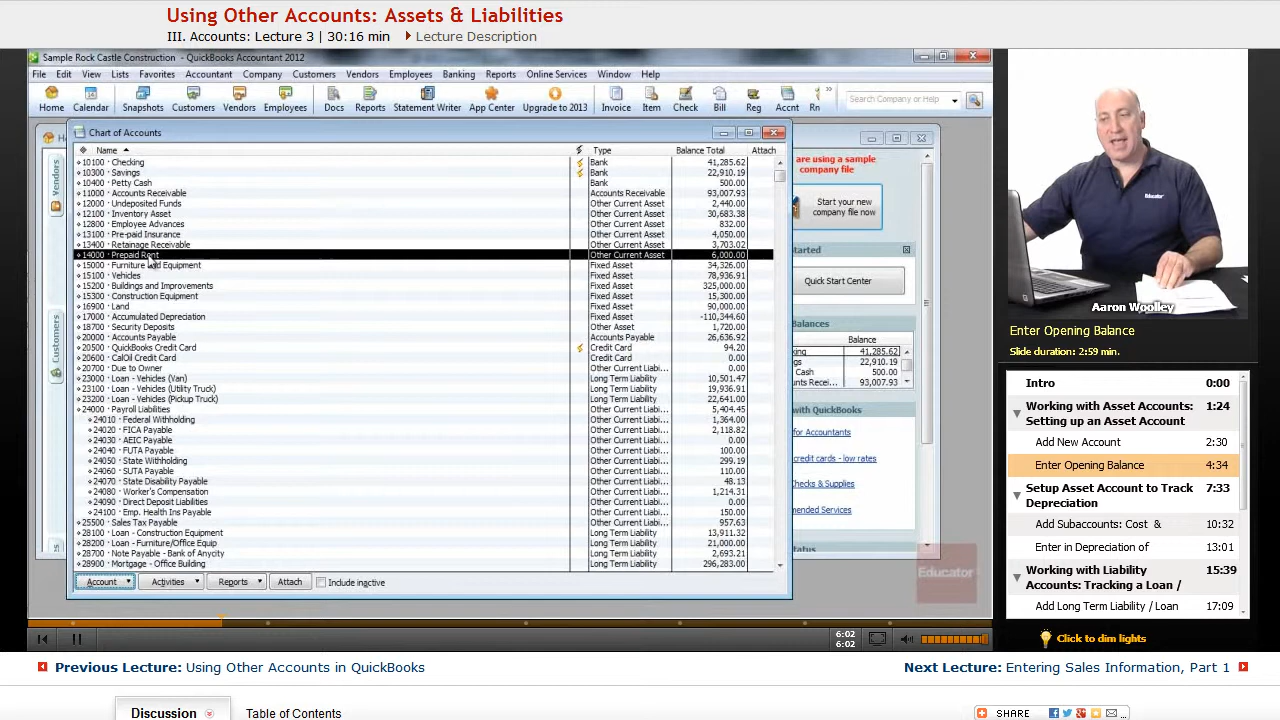 Using Other Accounts: Assets & Liabilities
III. Accounts: Lecture 3 | 30:16 min
Lecture Description
Sample Rock Castle Construction - QuickBooks Accountant 2012
File Edit View Lists Favorites Accountant Company Customers Vendors Employees Banking Reports Online Services Window Help
Home Calendar Snapshots Customers Vendors Employees Docs Reports Statement Writer App Center Upgrade to 2013 Invoice Item Check Bill Reg Accnt Rn
Search Company or Help
Chart of Accounts
Name Type Balance Total Attach
10100 · Checking Bank 41,285.62
10300 · Savings Bank 22,910.19
10400 · Petty Cash Bank 500.00
11000 · Accounts Receivable Accounts Receivable 93,007.93
12000 · Undeposited Funds Other Current Asset 2,440.00
12100 · Inventory Asset Other Current Asset 30,683.38
12800 · Employee Advances Other Current Asset 832.00
13100 · Pre-paid Insurance Other Current Asset 4,050.00
13400 · Retainage Receivable Other Current Asset 3,703.02
14000 · Prepaid Rent Other Current Asset 6,000.00
15000 · Furniture and Equipment Fixed Asset 34,326.00
15100 · Vehicles Fixed Asset 78,936.91
15200 · Buildings and Improvements Fixed Asset 325,000.00
15300 · Construction Equipment Fixed Asset 15,300.00
16900 · Land Fixed Asset 90,000.00
17000 · Accumulated Depreciation Fixed Asset -110,344.60
18700 · Security Deposits Other Asset 1,720.00
20000 · Accounts Payable Accounts Payable 26,636.92
20500 · QuickBooks Credit Card Credit Card 94.20
20600 · CalOil Credit Card Credit Card 0.00
20700 · Due to Owner Other Current Liabi... 0.00
23000 · Loan - Vehicles (Van) Long Term Liability 10,501.47
23100 · Loan - Vehicles (Utility Truck) Long Term Liability 19,936.91
23200 · Loan - Vehicles (Pickup Truck) Long Term Liability 22,641.00
24000 · Payroll Liabilities Other Current Liabi... 5,404.45
24010 · Federal Withholding Other Current Liabi... 1,364.00
24020 · FICA Payable Other Current Liabi... 2,118.82
24030 · AEIC Payable Other Current Liabi... 0.00
24040 · FUTA Payable Other Current Liabi... 100.00
24050 · State Withholding Other Current Liabi... 299.19
24060 · SUTA Payable Other Current Liabi... 110.00
24070 · State Disability Payable Other Current Liabi... 48.13
24080 · Worker's Compensation Other Current Liabi... 1,214.31
24090 · Direct Deposit Liabilities Other Current Liabi... 0.00
24100 · Emp. Health Ins Payable Other Current Liabi... 150.00
25500 · Sales Tax Payable Other Current Liabi... 957.63
28100 · Loan - Construction Equipment Long Term Liability 13,911.32
28200 · Loan - Furniture/Office Equip Long Term Liability 21,000.00
28700 · Note Payable - Bank of Anycity Long Term Liability 2,693.21
28900 · Mortgage - Office Building Long Term Liability 296,283.00
Account Activities Reports Attach Include inactive
Vendors
Customers
are using a sample
company file
Start your new
company file now
Started
Quick Start Center
Balances
Balance
king 41,285.62
ngs 22,910.19
Cash 500.00
unts Recei... 93,007.93
with QuickBooks
for Accountants
credit cards - low rates
Checks & Supplies
mended Services
Status
Educator
6:02
6:02
Educator
Aaron Woolley
Enter Opening Balance
Slide duration: 2:59 min.
Intro 0:00
Working with Asset Accounts: 1:24
Setting up an Asset Account
Add New Account 2:30
Enter Opening Balance 4:34
Setup Asset Account to Track 7:33
Depreciation
Add Subaccounts: Cost & 10:32
Enter in Depreciation of 13:01
Working with Liability 15:39
Accounts: Tracking a Loan /
Add Long Term Liability / Loan 17:09
Click to dim lights
Previous Lecture: Using Other Accounts in QuickBooks
Next Lecture: Entering Sales Information, Part 1
Discussion
Table of Contents
SHARE